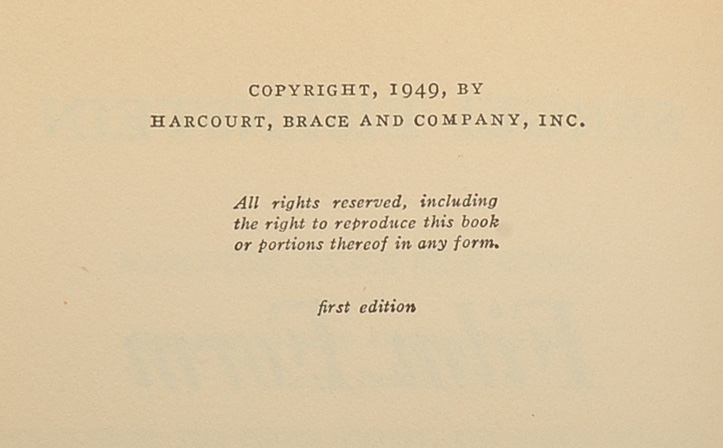 COPYRIGHT, 1949, BY
HARCOURT, BRACE AND COMPANY, INC.
All rights reserved, including
the right to reproduce this book
or portions thereof in any form.
first edition